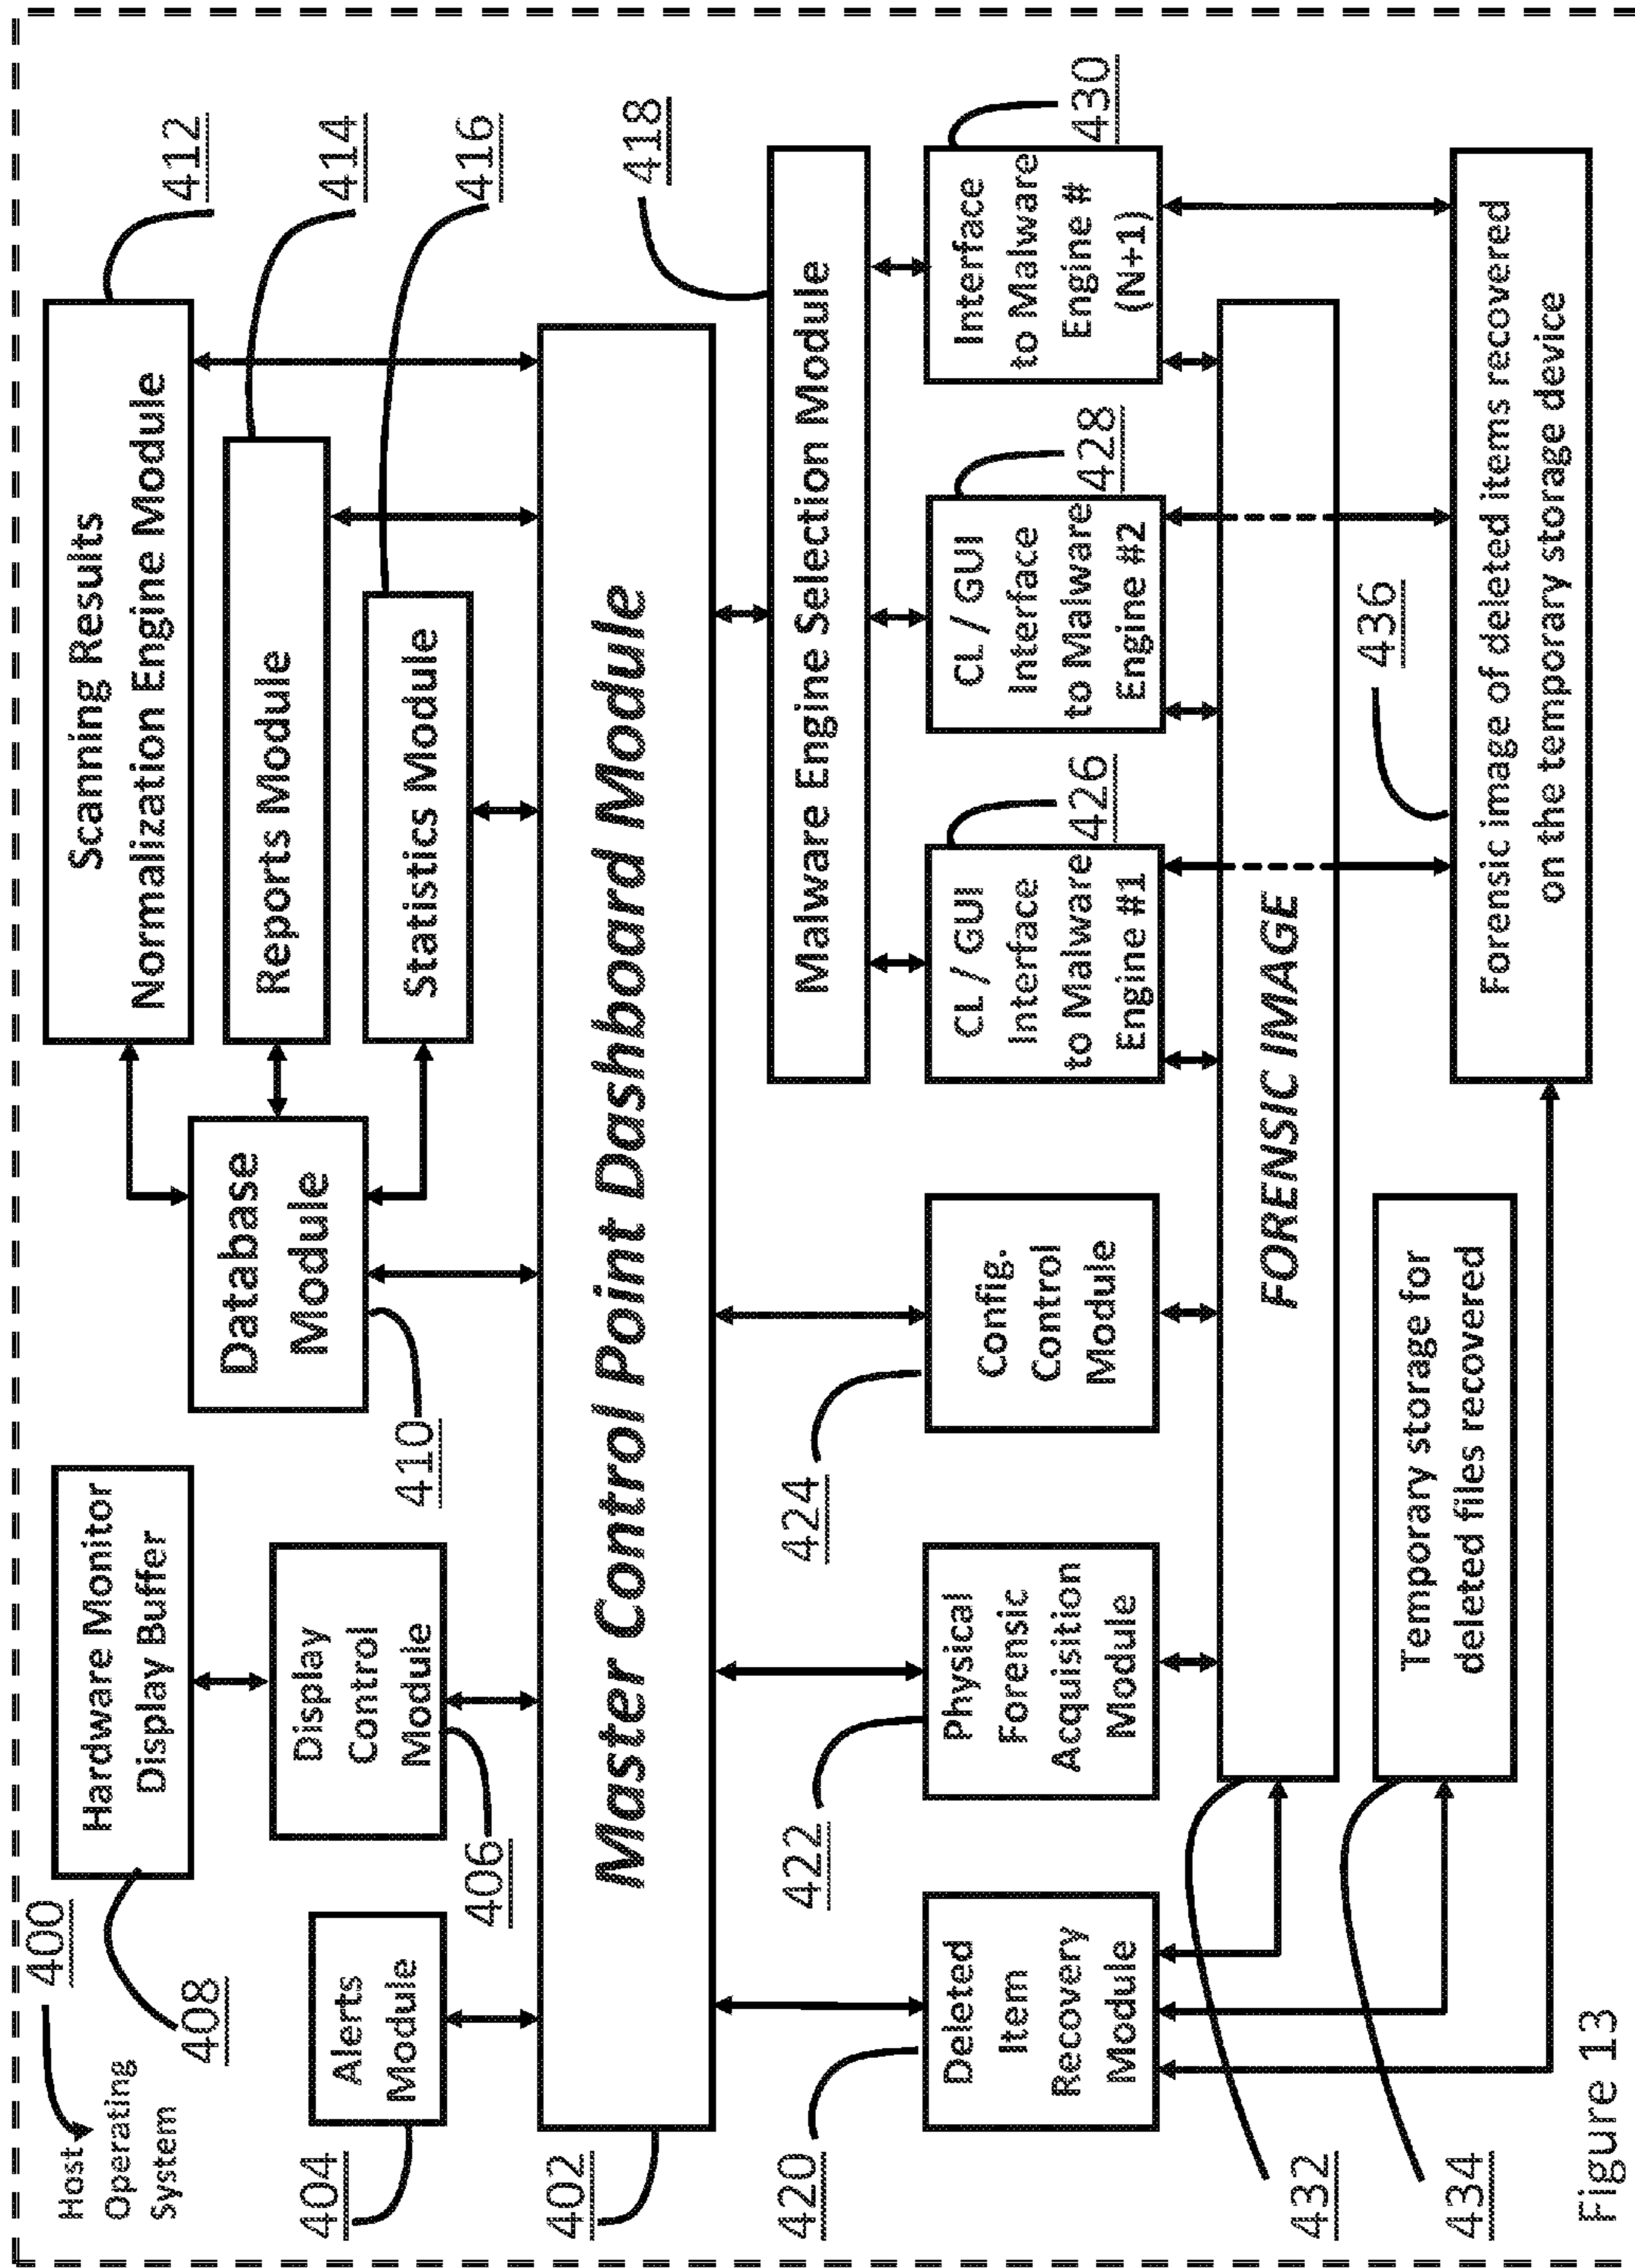 Host
Operating
System
400
408
Hardware Monitor
Display Buffer
Scanning Results
Normalization Engine Module
412
Database
Module
410
Reports Module
414
Statistics Module
416
404
Alerts
Module
Display
Control
Module
406
402
Master Control Point Dashboard Module
418
Malware Engine Selection Module
420
Deleted
Item
Recovery
Module
422
Physical
Forensic
Acquisition
Module
424
Config.
Control
Module
CL / GUI
Interface
to Malware
Engine #1
426
CL / GUI
Interface
to Malware
Engine #2
428
Interface
to Malware
Engine #
(N+1)
430
432
FORENSIC IMAGE
434
Temporary storage for
deleted files recovered
436
Forensic image of deleted items recovered
on the temporary storage device
Figure 13